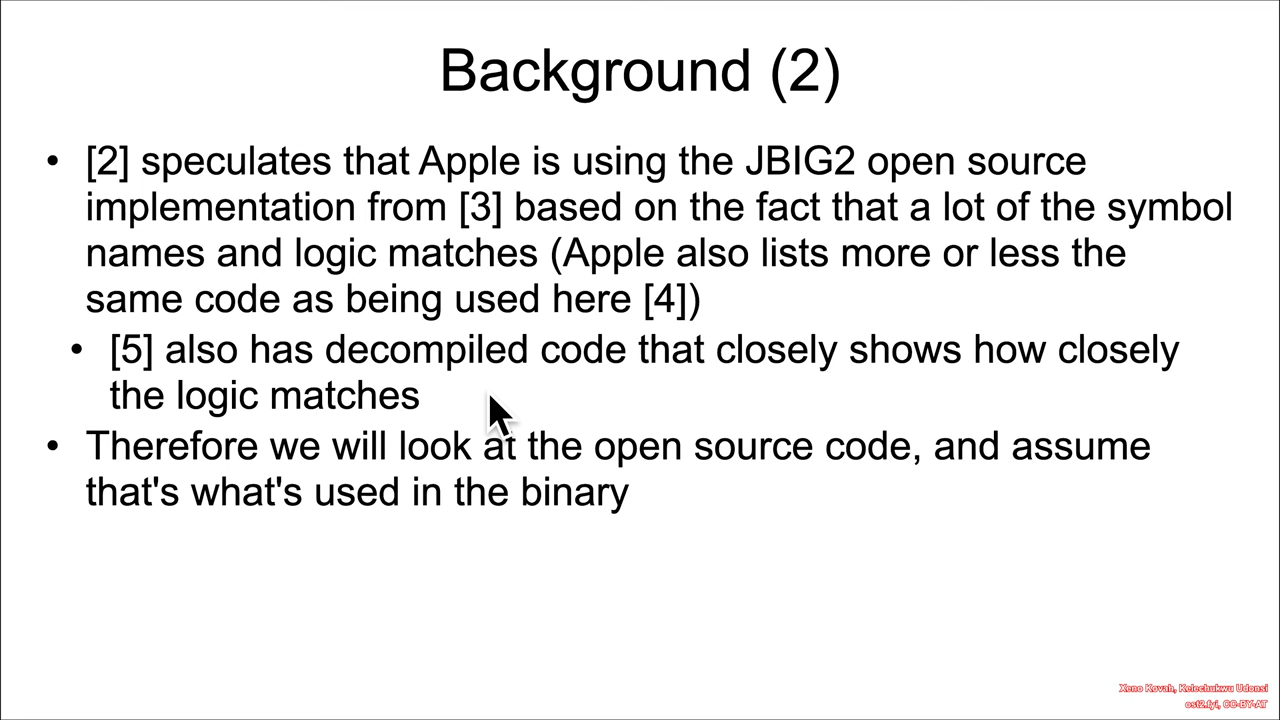 Background (2)
• [2] speculates that Apple is using the JBIG2 open source
implementation from [3] based on the fact that a lot of the symbol
names and logic matches (Apple also lists more or less the
same code as being used here [4])
• [5] also has decompiled code that closely shows how closely
the logic matches
• Therefore we will look at the open source code, and assume
that's what's used in the binary
Xeno Kovah, Kelechukwu Udonsi
ost2.fyi, CC-BY-AT